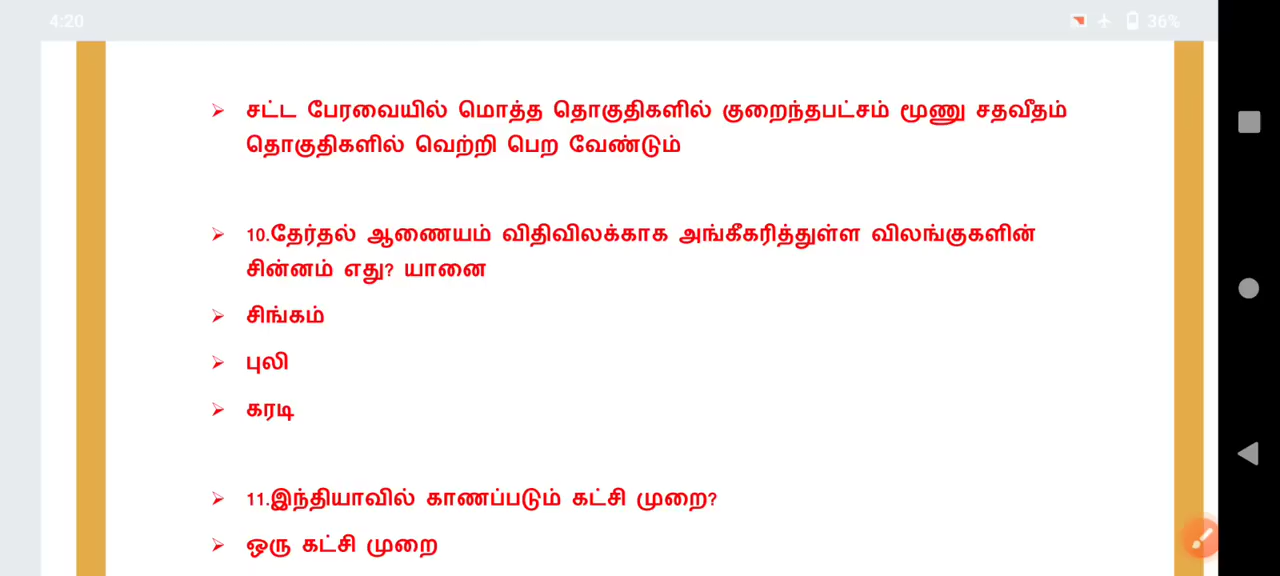 4:20
36%
➢ சட்ட பேரவையில் மொத்த தொகுதிகளில் குறைந்தபட்சம் மூணு சதவீதம்
தொகுதிகளில் வெற்றி பெற வேண்டும்
➢ 10.தேர்தல் ஆணையம் விதிவிலக்காக அங்கீகரித்துள்ள விலங்குகளின்
சின்னம் எது? யானை
➢ சிங்கம்
➢ புலி
➢ கரடி
➢ 11.இந்தியாவில் காணப்படும் கட்சி முறை?
➢ ஒரு கட்சி முறை